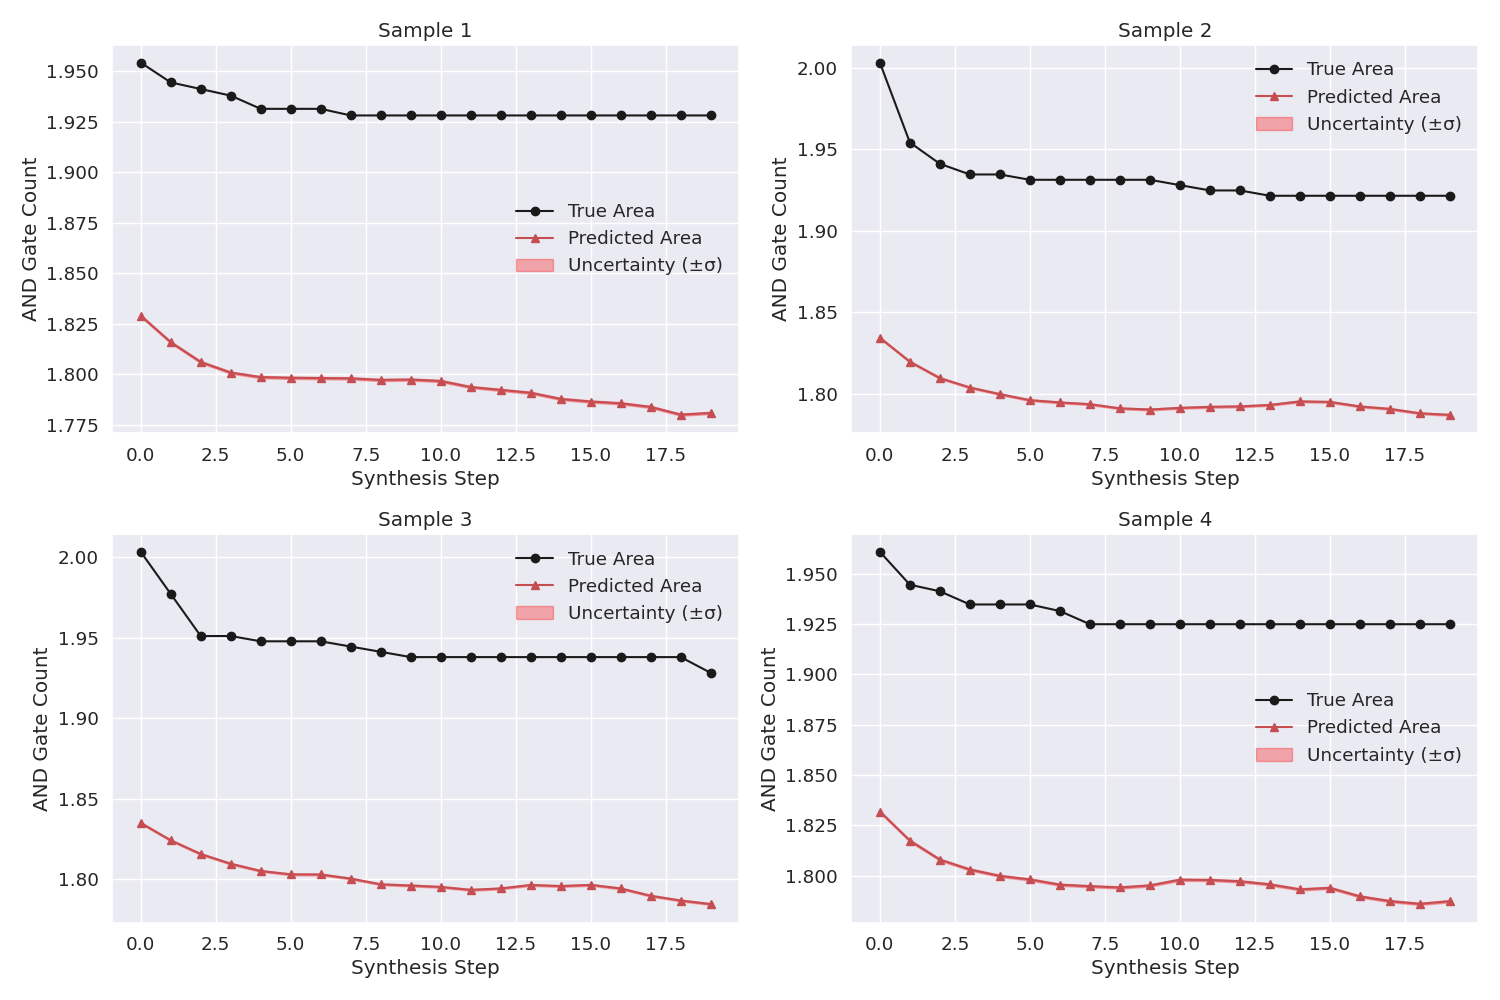 Sample 1
AND Gate Count
1.950
1.925
1.900
1.875
1.850
1.825
1.800
1.775
True Area
Predicted Area
Uncertainty (±σ)
0.0 2.5 5.0 7.5 10.0 12.5 15.0 17.5
Synthesis Step
Sample 2
AND Gate Count
2.00
1.95
1.90
1.85
1.80
True Area
Predicted Area
Uncertainty (±σ)
0.0 2.5 5.0 7.5 10.0 12.5 15.0 17.5
Synthesis Step
Sample 3
AND Gate Count
2.00
1.95
1.90
1.85
1.80
True Area
Predicted Area
Uncertainty (±σ)
0.0 2.5 5.0 7.5 10.0 12.5 15.0 17.5
Synthesis Step
Sample 4
AND Gate Count
1.950
1.925
1.900
1.875
1.850
1.825
1.800
True Area
Predicted Area
Uncertainty (±σ)
0.0 2.5 5.0 7.5 10.0 12.5 15.0 17.5
Synthesis Step